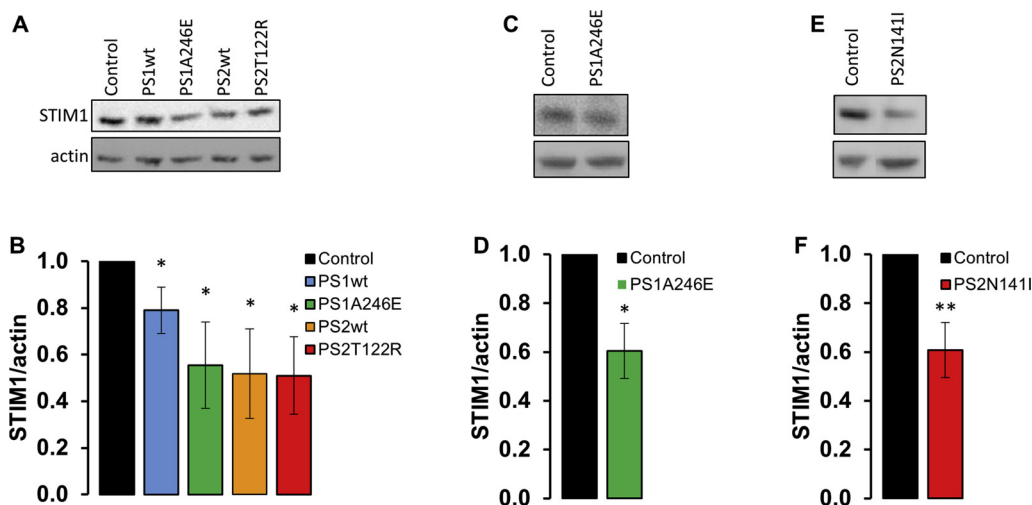 A
Control
PS1wt
PS1A246E
PS2wt
PS2T122R
STIM1
actin
C
Control
PS1A246E
E
Control
PS2N141I
B
STIM1/actin
1.0
0.8
0.6
0.4
0.2
0.0
*
*
*
*
Control
PS1wt
PS1A246E
PS2wt
PS2T122R
D
STIM1/actin
1.0
0.8
0.6
0.4
0.2
0.0
*
Control
PS1A246E
F
STIM1/actin
1.0
0.8
0.6
0.4
0.2
0.0
**
Control
PS2N141I